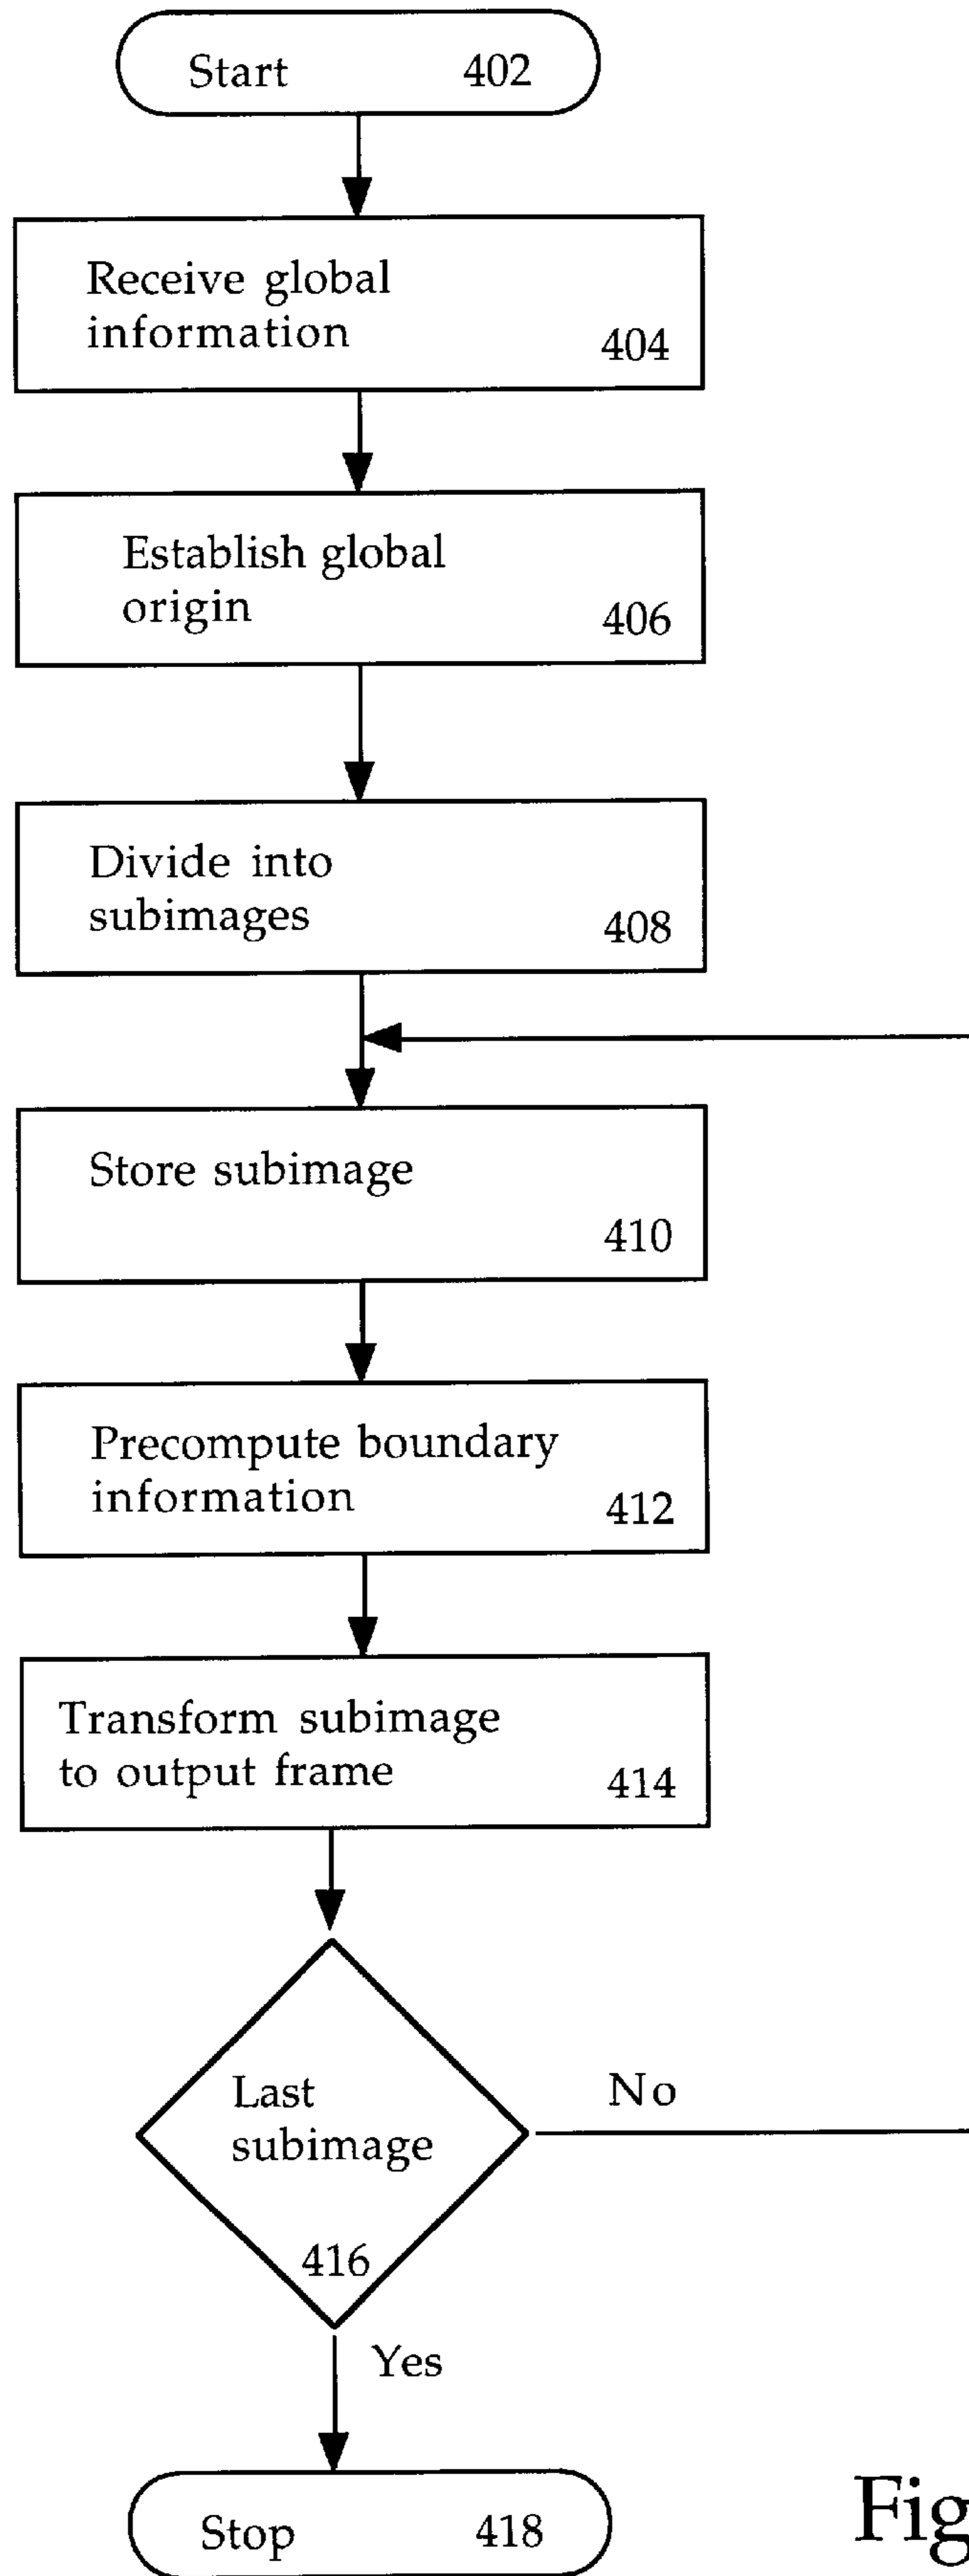 Start 402
Receive global
information 404
Establish global
origin 406
Divide into
subimages 408
Store subimage
410
Precompute boundary
information 412
Transform subimage
to output frame 414
Last
subimage
No
416
Yes
Stop 418
Fig